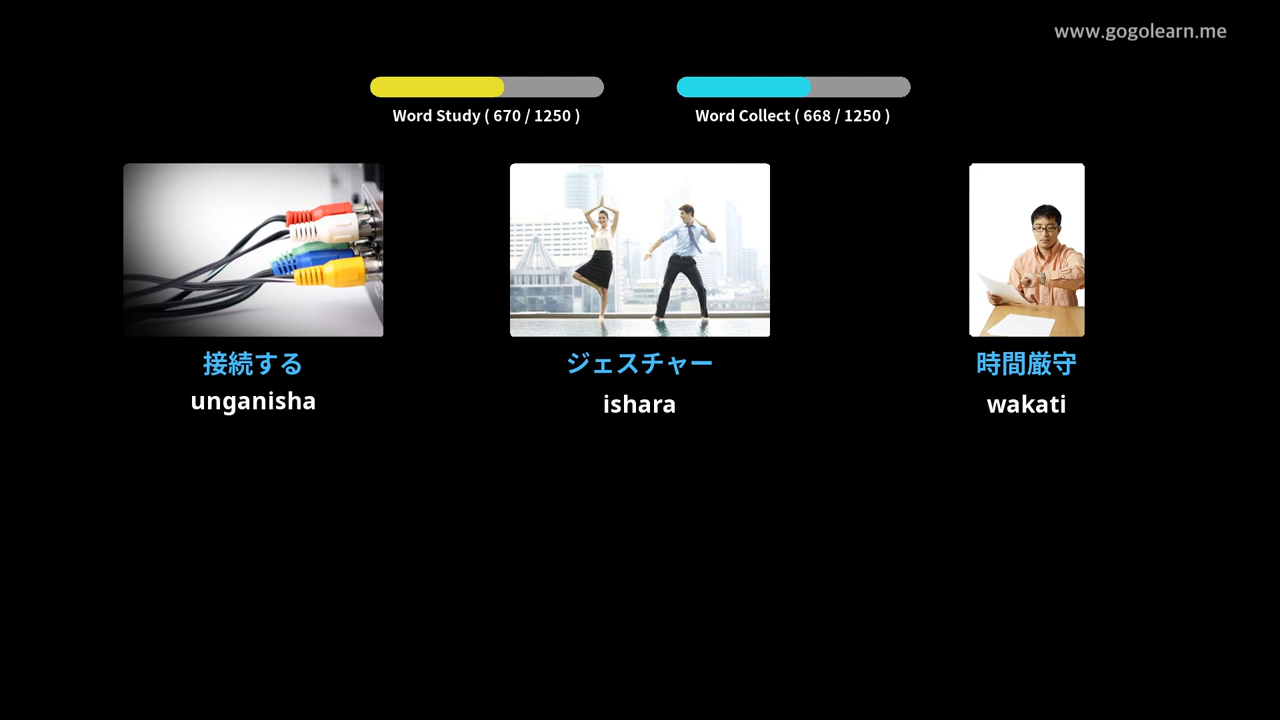 www.gogolearn.me
Word Study ( 670 / 1250 )
Word Collect ( 668 / 1250 )
接続する
unganisha
ジェスチャー
ishara
時間厳守
wakati